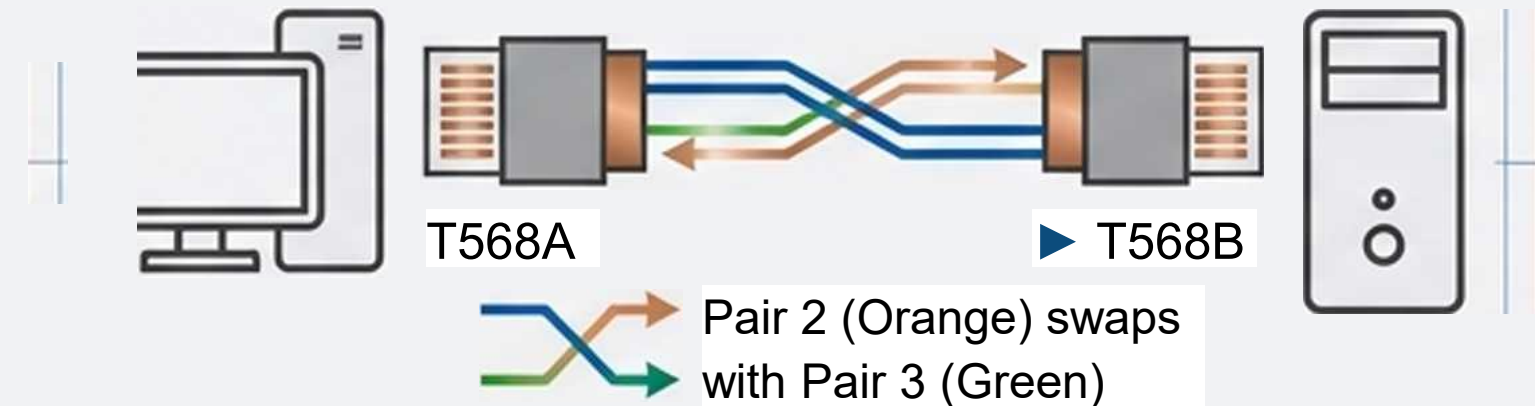 T568A
► T568B
Pair 2 (Orange) swaps
with Pair 3 (Green)